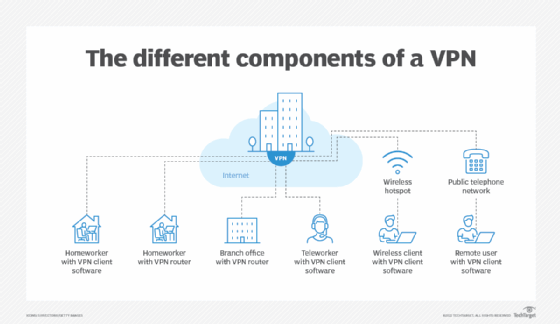 The different components of a VPN
VPN
Internet
Wireless
hotspot
Public telephone
network
Homeworker
with VPN client
software
Homeworker
with VPN router
Branch office
with VPN router
Teleworker
with VPN client
software
Wireless client
with VPN client
software
Remote user
with VPN client
software
TechTarget